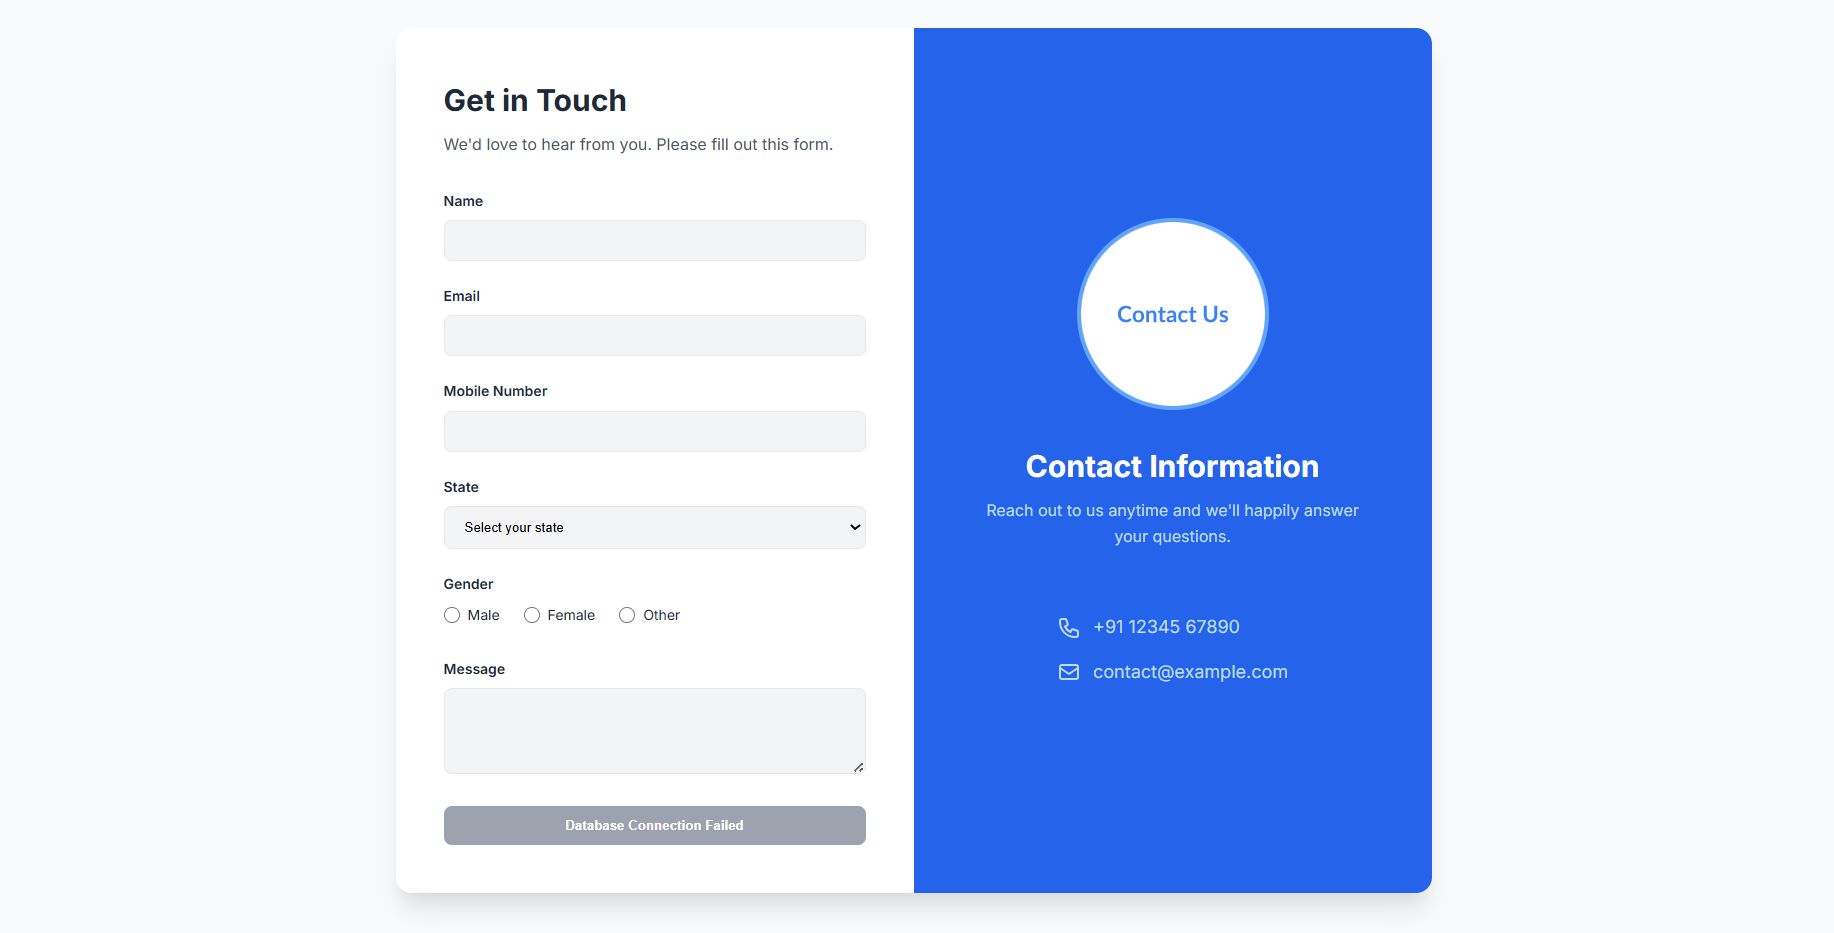 Get in Touch
We'd love to hear from you. Please fill out this form.
Name
Email
Mobile Number
State
Select your state
Gender
Male Female Other
Message
Database Connection Failed
Contact Us
Contact Information
Reach out to us anytime and we'll happily answer
your questions.
+91 12345 67890
contact@example.com